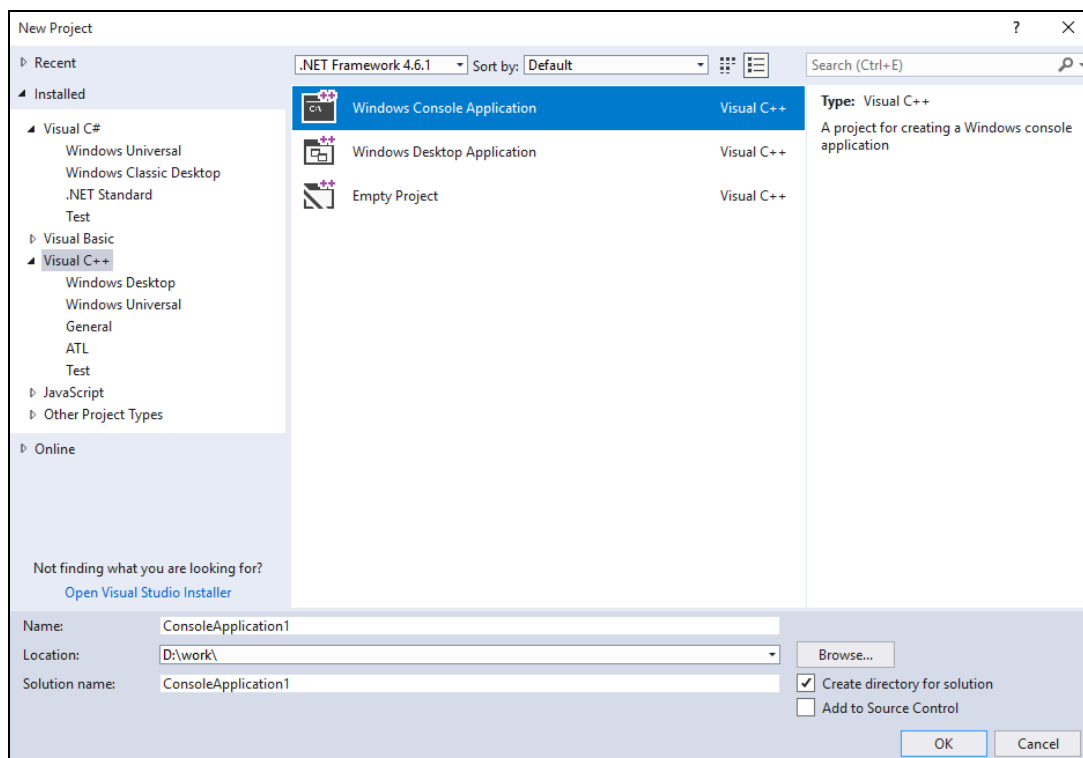 New Project
?
Recent
Installed
Visual C#
Windows Universal
Windows Classic Desktop
.NET Standard
Test
Visual Basic
Visual C++
Windows Desktop
Windows Universal
General
ATL
Test
JavaScript
Other Project Types
Online
Not finding what you are looking for?
Open Visual Studio Installer
.NET Framework 4.6.1
Sort by:
Default
Windows Console Application
Visual C++
Windows Desktop Application
Visual C++
Empty Project
Visual C++
Search (Ctrl+E)
Type: Visual C++
A project for creating a Windows console
application
Name:
ConsoleApplication1
Location:
D:\work\
Browse...
Solution name:
ConsoleApplication1
Create directory for solution
Add to Source Control
OK
Cancel